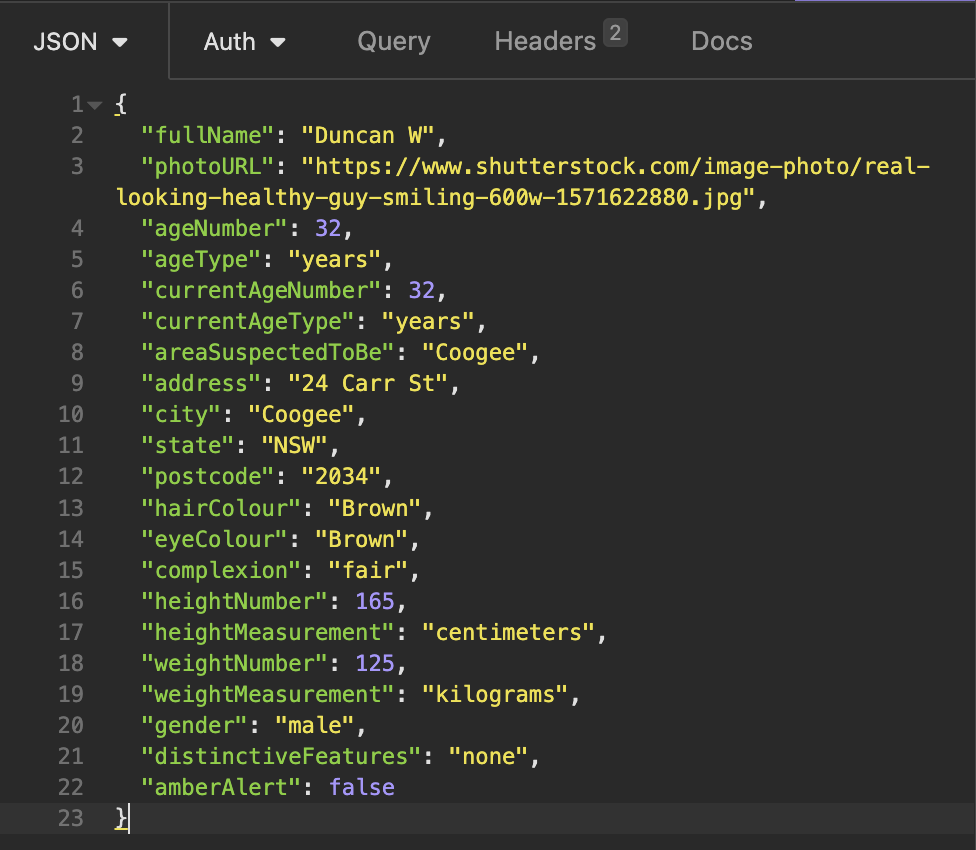 JSON Auth Query Headers 2 Docs
1 {
2 "fullName": "Duncan W",
3 "photoURL": "https://www.shutterstock.com/image-photo/real-
looking-healthy-guy-smiling-600w-1571622880.jpg",
4 "ageNumber": 32,
5 "ageType": "years",
6 "currentAgeNumber": 32,
7 "currentAgeType": "years",
8 "areaSuspectedToBe": "Coogee",
9 "address": "24 Carr St",
10 "city": "Coogee",
11 "state": "NSW",
12 "postcode": "2034",
13 "hairColour": "Brown",
14 "eyeColour": "Brown",
15 "complexion": "fair",
16 "heightNumber": 165,
17 "heightMeasurement": "centimeters",
18 "weightNumber": 125,
19 "weightMeasurement": "kilograms",
20 "gender": "male",
21 "distinctiveFeatures": "none",
22 "amberAlert": false
23 }